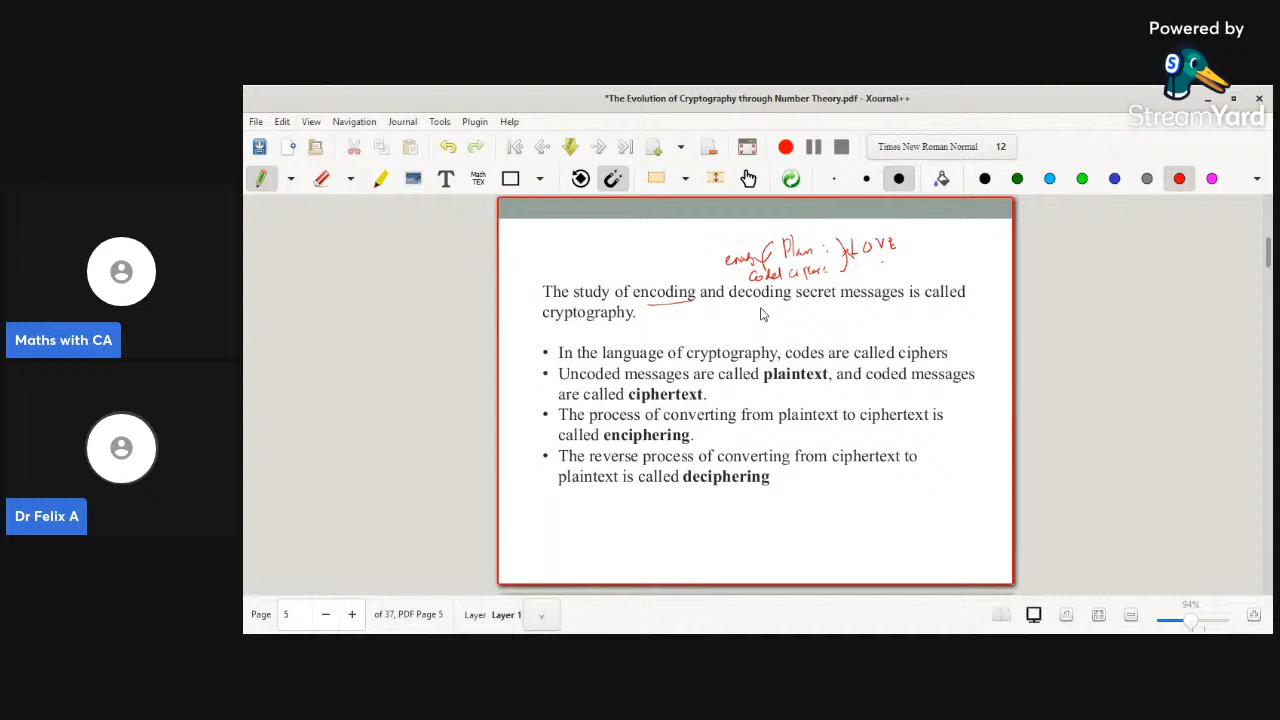 Powered by
StreamYard
*The Evolution of Cryptography through Number Theory.pdf - Xournal++
File Edit View Navigation Journal Tools Plugin Help
Times New Roman Normal 12
Math TEX
Plain :
LOVE
coded ciphers
The study of encoding and decoding secret messages is called
cryptography.
• In the language of cryptography, codes are called ciphers
• Uncoded messages are called plaintext, and coded messages
are called ciphertext.
• The process of converting from plaintext to ciphertext is
called enciphering.
• The reverse process of converting from ciphertext to
plaintext is called deciphering
Maths with CA
Dr Felix A
Page 5 of 37, PDF Page 5 Layer Layer 1
94%